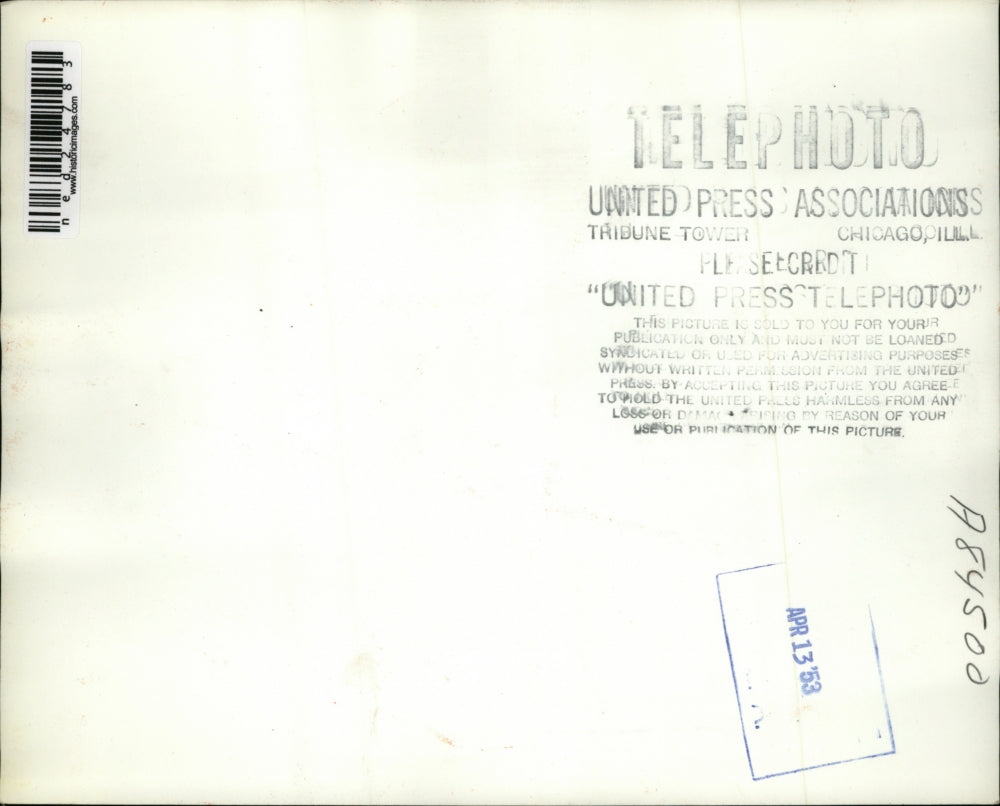 ned24783
www.historicimages.com
TELEPHOTO
UNITED PRESS ASSOCIATIONS
TRIBUNE TOWER CHICAGO, ILL.
PLEASE CREDIT
"UNITED PRESS TELEPHOTO"
THIS PICTURE IS SOLD TO YOU FOR YOUR
PUBLICATION ONLY AND MUST NOT BE LOANED
SYNDICATED OR USED FOR ADVERTISING PURPOSES
WITHOUT WRITTEN PERMISSION FROM THE UNITED
PRESS. BY ACCEPTING THIS PICTURE YOU AGREE
TO HOLD THE UNITED PRESS HARMLESS FROM ANY
LOSS OR DAMAGE ARISING BY REASON OF YOUR
USE OR PUBLICATION OF THIS PICTURE.
APR 13 '53